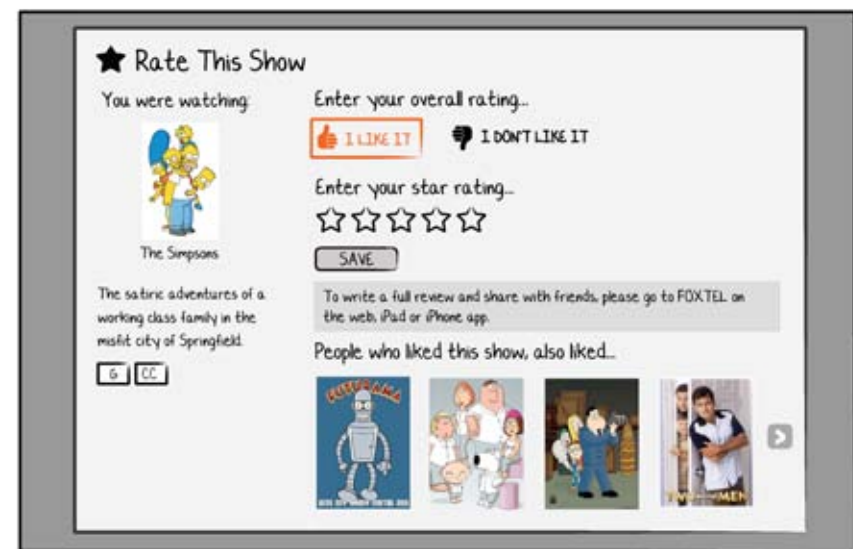 Rate This Show
You were watching:
The Simpsons
The satiric adventures of a
working class family in the
misfit city of Springfield.
G CC
Enter your overall rating...
I LIKE IT I DON'T LIKE IT
Enter your star rating...
SAVE
To write a full review and share with friends, please go to FOXTEL on
the web, iPad or iPhone app.
People who liked this show, also liked...
FUTURAMA
TWO MEN